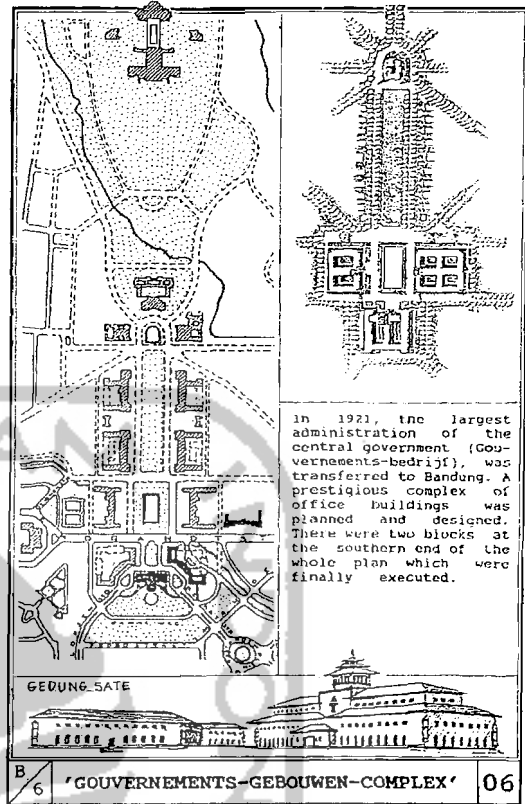 In 1921, the largest
administration of the
central government (Gou-
vernements-bedrijf), was
transferred to Bandung. A
prestigious complex of
office buildings was
planned and designed.
There were two blocks at
the southern end of the
whole plan which were
finally executed.
GEDUNG SATE
B/6 'GOUVERNEMENTS-GEBOUWEN-COMPLEX' 06